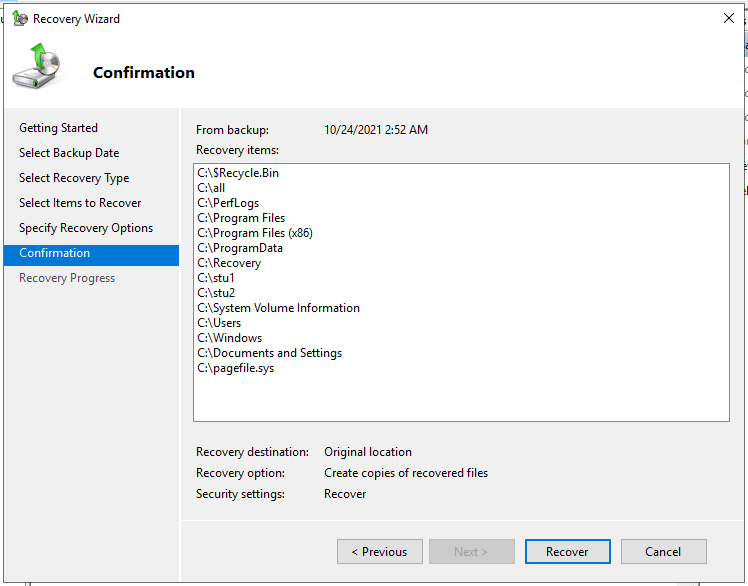 Recovery Wizard
Confirmation
Getting Started
Select Backup Date
Select Recovery Type
Select Items to Recover
Specify Recovery Options
Confirmation
Recovery Progress
From backup: 10/24/2021 2:52 AM
Recovery items:
C:\$Recycle.Bin
C:\all
C:\PerfLogs
C:\Program Files
C:\Program Files (x86)
C:\ProgramData
C:\Recovery
C:\stu1
C:\stu2
C:\System Volume Information
C:\Users
C:\Windows
C:\Documents and Settings
C:\pagefile.sys
Recovery destination: Original location
Recovery option: Create copies of recovered files
Security settings: Recover
< Previous Next > Recover Cancel